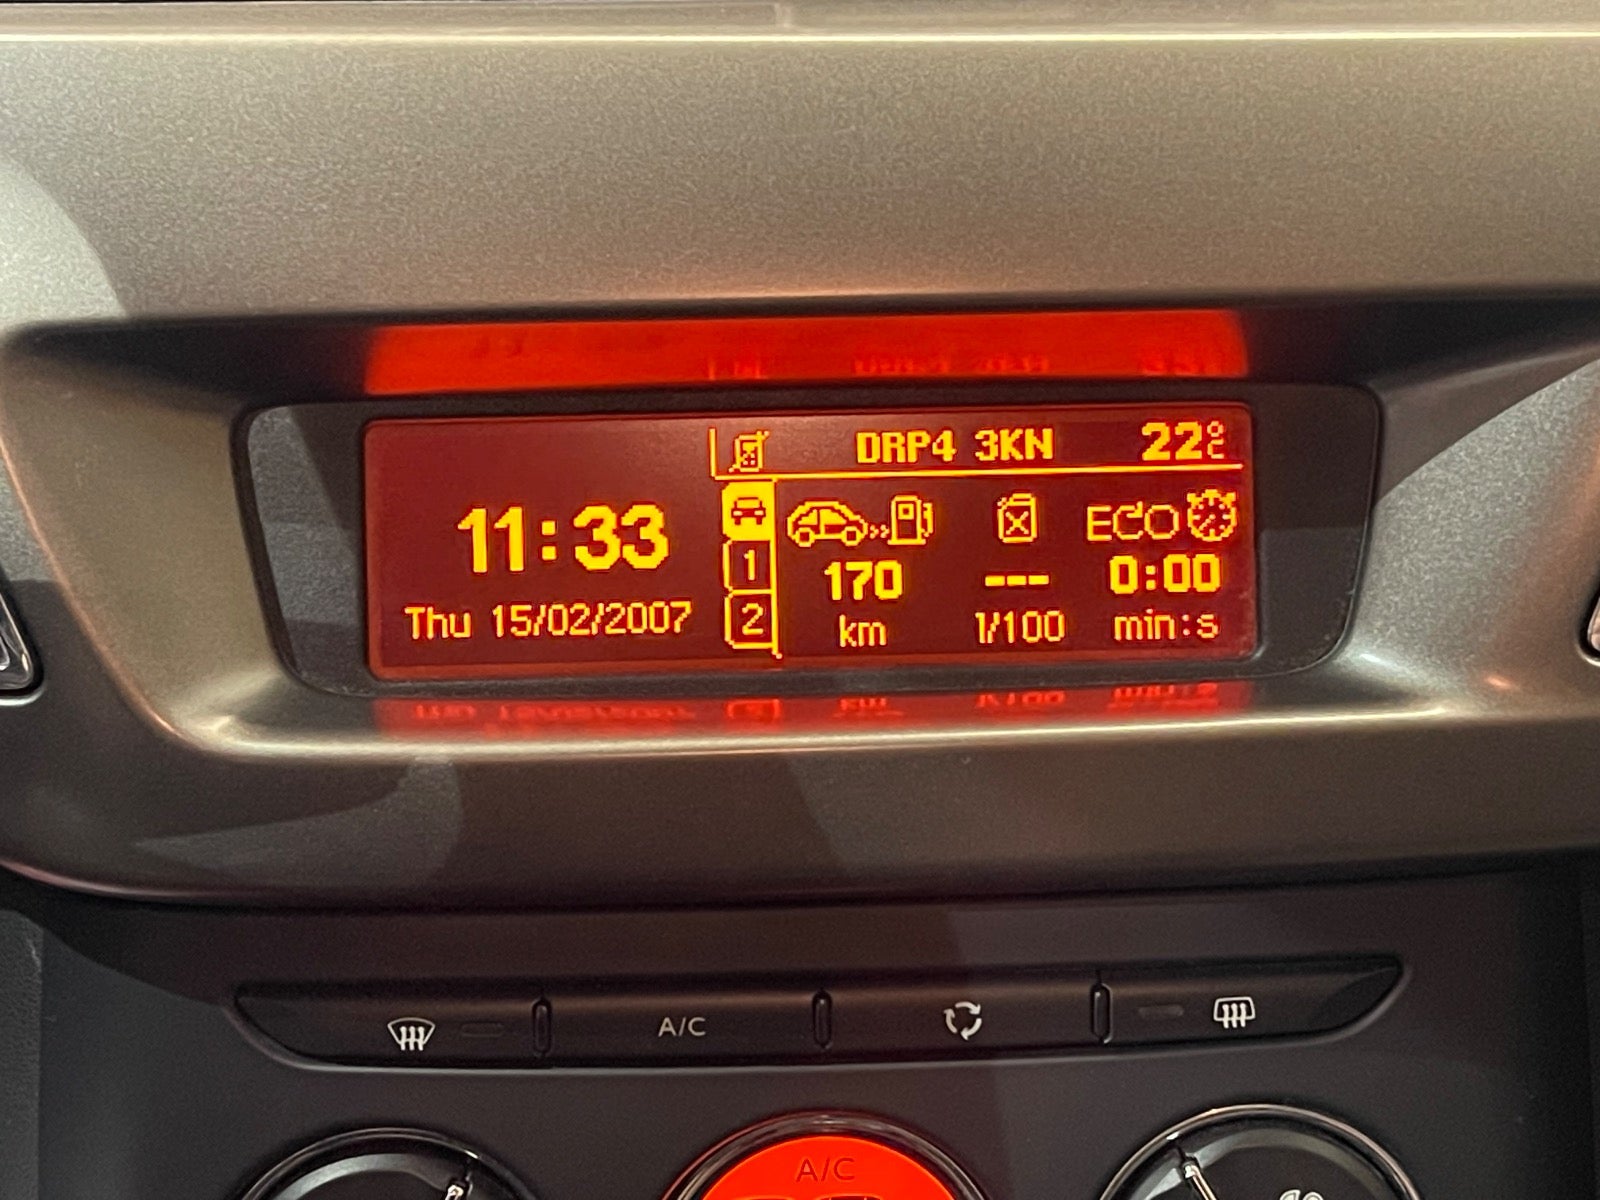 DRP4 3KN 22°C
11:33
Thu 15/02/2007
1
2
ECO
170 --- 0:00
km l/100 min:s
A/C
A/C